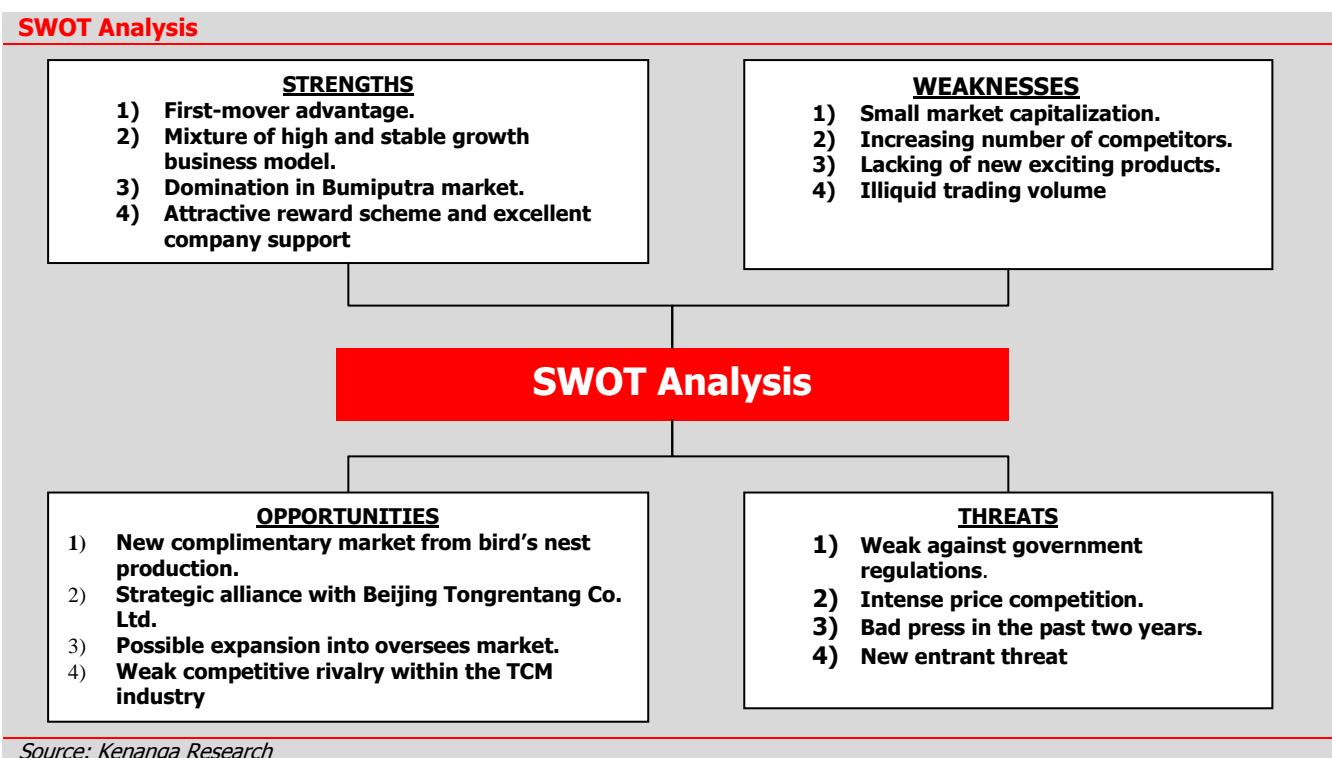 SWOT Analysis
STRENGTHS
1) First-mover advantage.
2) Mixture of high and stable growth
business model.
3) Domination in Bumiputra market.
4) Attractive reward scheme and excellent
company support
WEAKNESSES
1) Small market capitalization.
2) Increasing number of competitors.
3) Lacking of new exciting products.
4) Illiquid trading volume
SWOT Analysis
OPPORTUNITIES
1) New complimentary market from bird’s nest
production.
2) Strategic alliance with Beijing Tongrentang Co.
Ltd.
3) Possible expansion into oversees market.
4) Weak competitive rivalry within the TCM
industry
THREATS
1) Weak against government
regulations.
2) Intense price competition.
3) Bad press in the past two years.
4) New entrant threat
Source: Kenanga Research